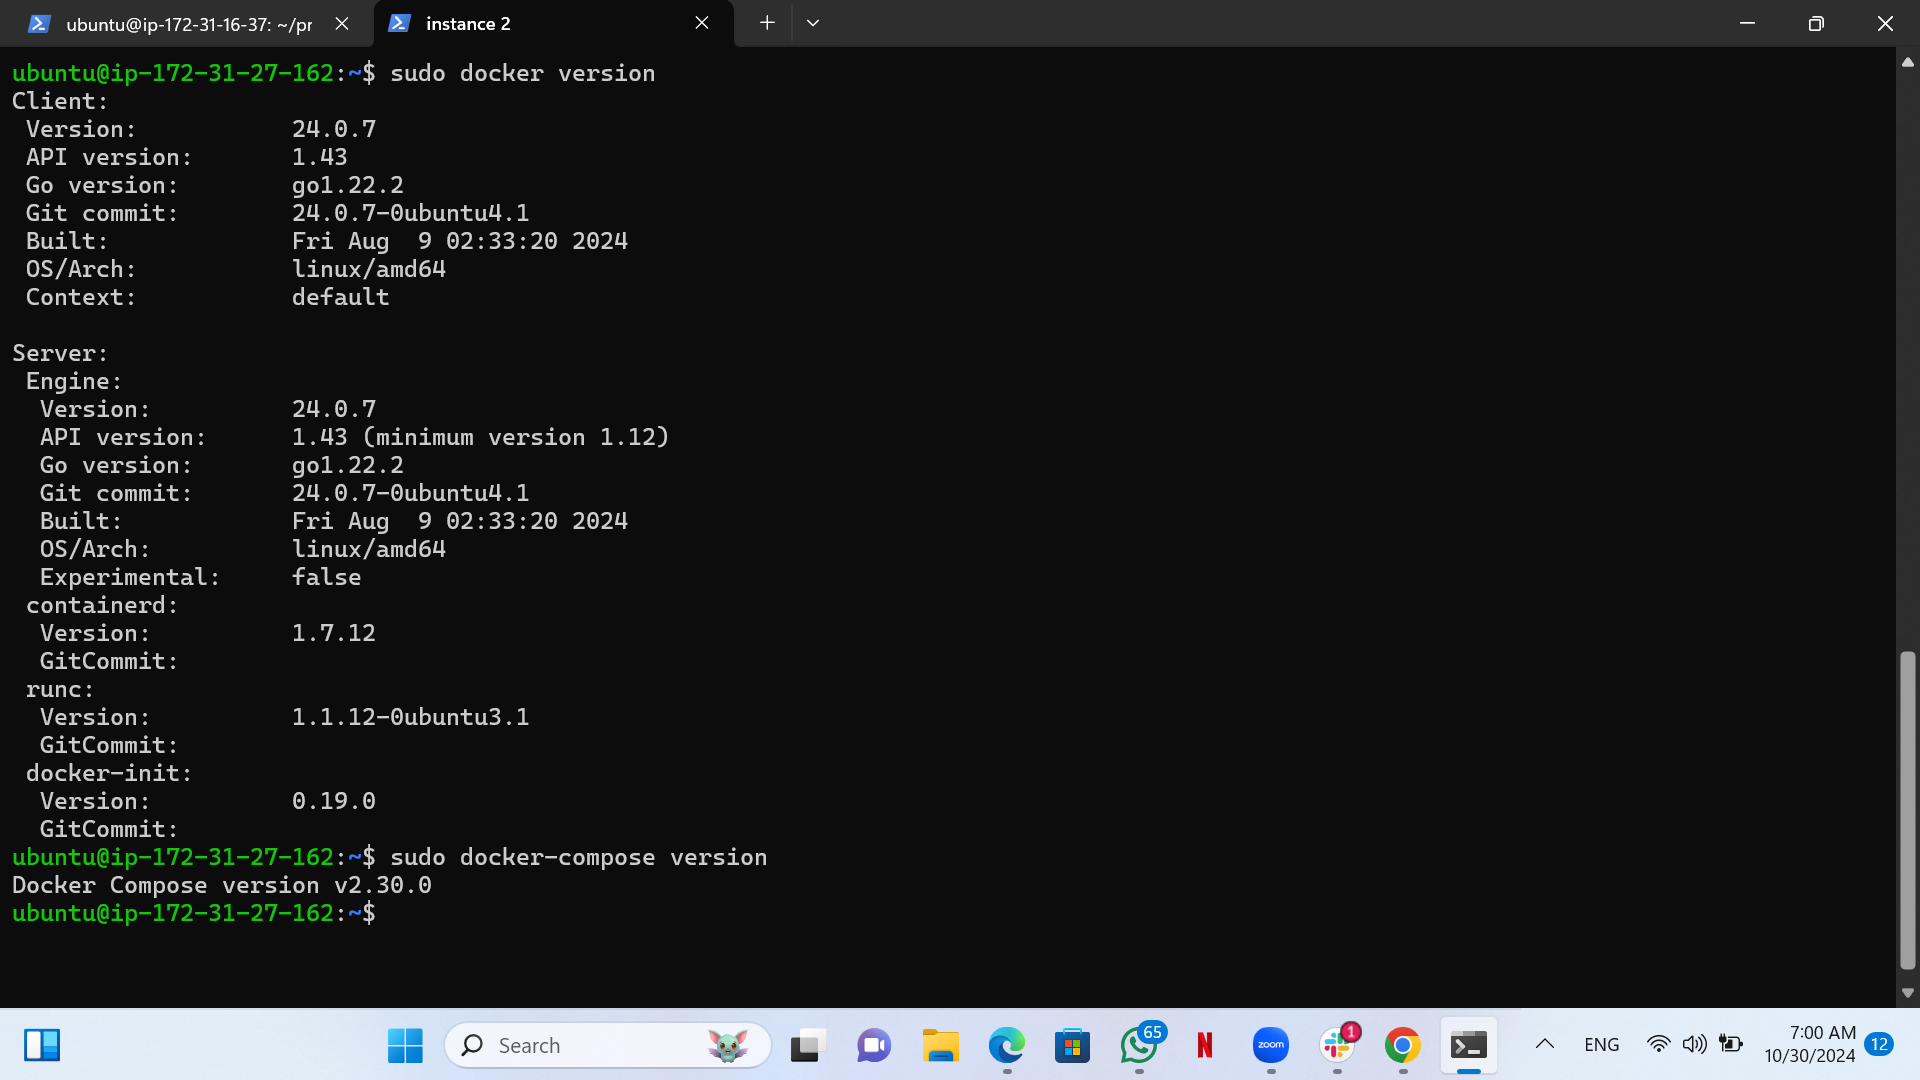 ubuntu@ip-172-31-16-37: ~/pr
instance 2
ubuntu@ip-172-31-27-162:~$ sudo docker version
Client:
 Version:           24.0.7
 API version:       1.43
 Go version:        go1.22.2
 Git commit:        24.0.7-0ubuntu4.1
 Built:             Fri Aug  9 02:33:20 2024
 OS/Arch:           linux/amd64
 Context:           default

Server:
 Engine:
  Version:          24.0.7
  API version:      1.43 (minimum version 1.12)
  Go version:       go1.22.2
  Git commit:       24.0.7-0ubuntu4.1
  Built:            Fri Aug  9 02:33:20 2024
  OS/Arch:          linux/amd64
  Experimental:     false
 containerd:
  Version:          1.7.12
  GitCommit:
 runc:
  Version:          1.1.12-0ubuntu3.1
  GitCommit:
 docker-init:
  Version:          0.19.0
  GitCommit:
ubuntu@ip-172-31-27-162:~$ sudo docker-compose version
Docker Compose version v2.30.0
ubuntu@ip-172-31-27-162:~$
Search
65
N
zoom
1
ENG
7:00 AM
10/30/2024
12